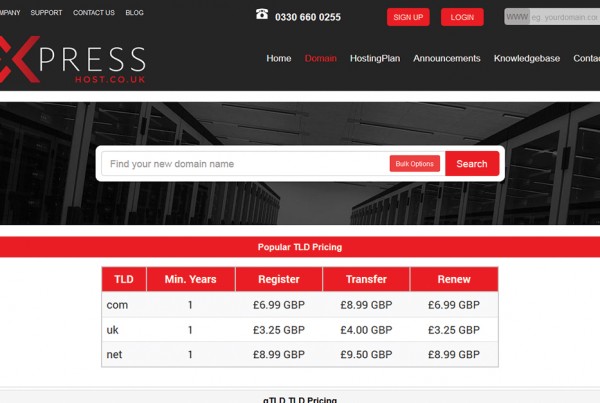 MPANY SUPPORT CONTACT US BLOG
0330 660 0255
SIGN UP
LOGIN
WWW eg. yourdomain.co
XPRESS
HOST.CO.UK
Home Domain HostingPlan Announcements Knowledgebase Contac
Find your new domain name
Bulk Options
Search
Popular TLD Pricing
TLD Min. Years Register Transfer Renew
com 1 £6.99 GBP £8.99 GBP £6.99 GBP
uk 1 £3.25 GBP £4.00 GBP £3.25 GBP
net 1 £8.99 GBP £9.50 GBP £8.99 GBP
gTLD TLD Pricing